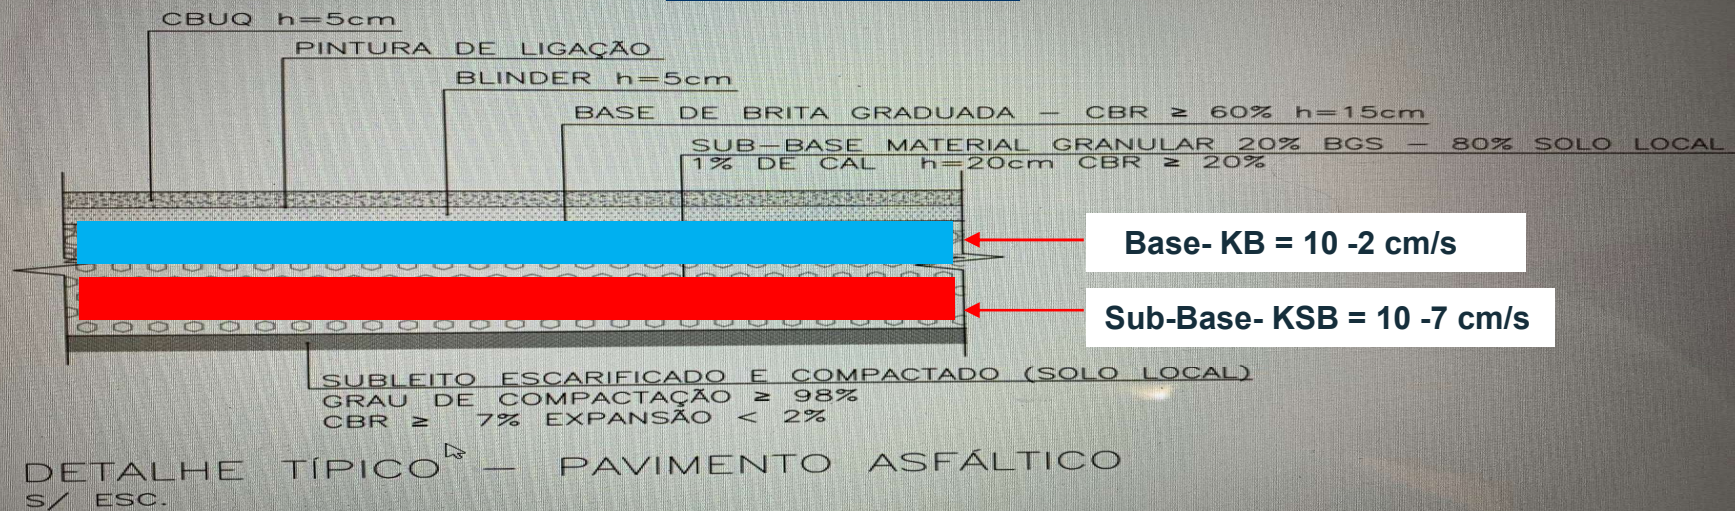 CBUQ h=5cm
PINTURA DE LIGAÇÃO
BLINDER h=5cm
BASE DE BRITA GRADUADA – CBR ≥ 60% h=15cm
SUB-BASE MATERIAL GRANULAR 20% BGS – 80% SOLO LOCAL
1% DE CAL h=20cm CBR ≥ 20%
Base- KB = 10 -2 cm/s
Sub-Base- KSB = 10 -7 cm/s
SUBLEITO ESCARIFICADO E COMPACTADO (SOLO LOCAL)
GRAU DE COMPACTAÇÃO ≥ 98%
CBR ≥ 7% EXPANSÃO < 2%
DETALHE TÍPICO – PAVIMENTO ASFÁLTICO
S/ ESC.